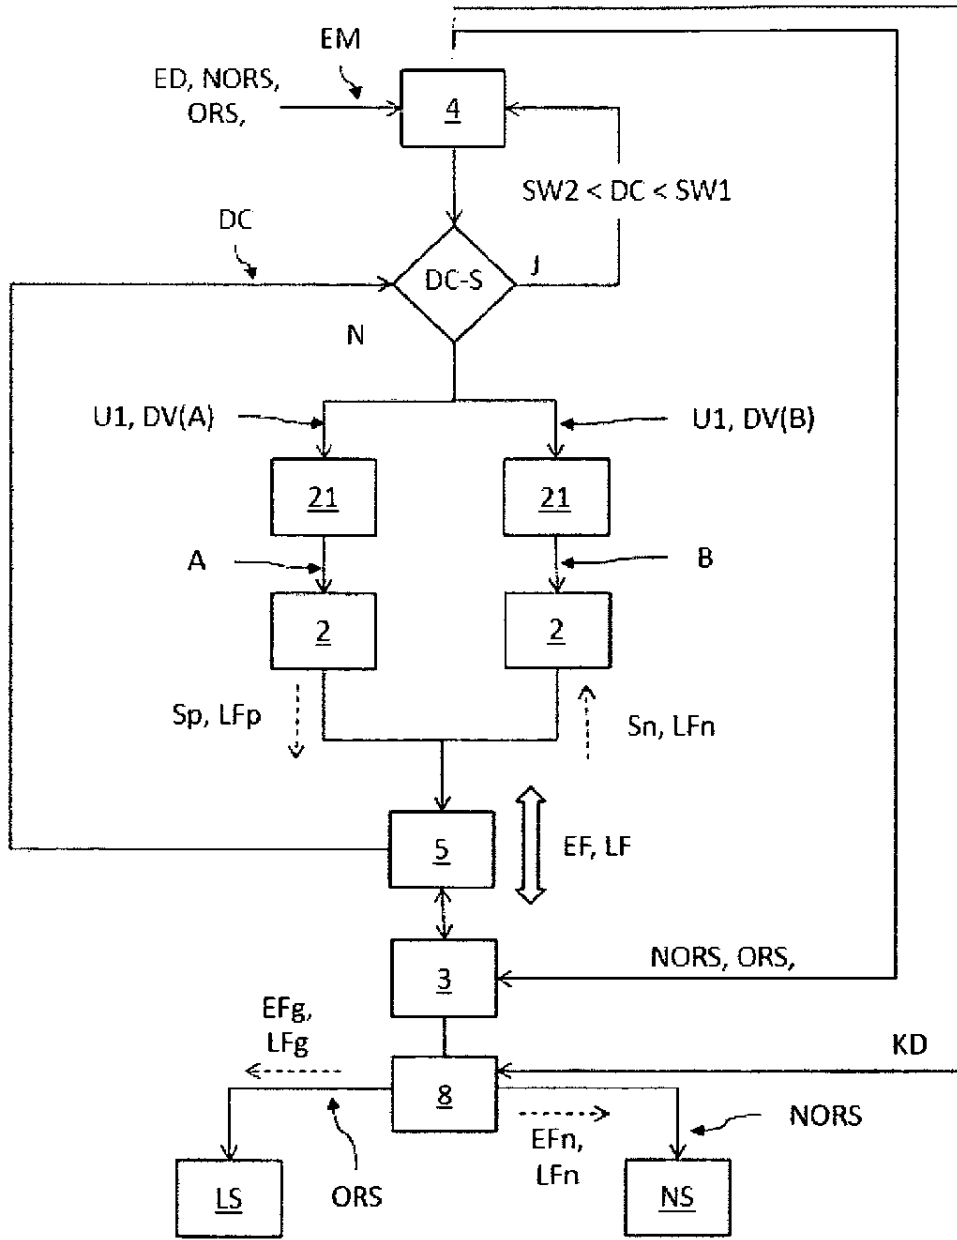 EM
ED, NORS,
ORS,
4
SW2 < DC < SW1
DC
DC-S
J
N
U1, DV(A)
U1, DV(B)
21
21
A
B
2
2
Sp, LFp
Sn, LFn
5
EF, LF
3
NORS, ORS,
EFg,
LFg
KD
8
NORS
EFn,
LFn
LS
ORS
NS